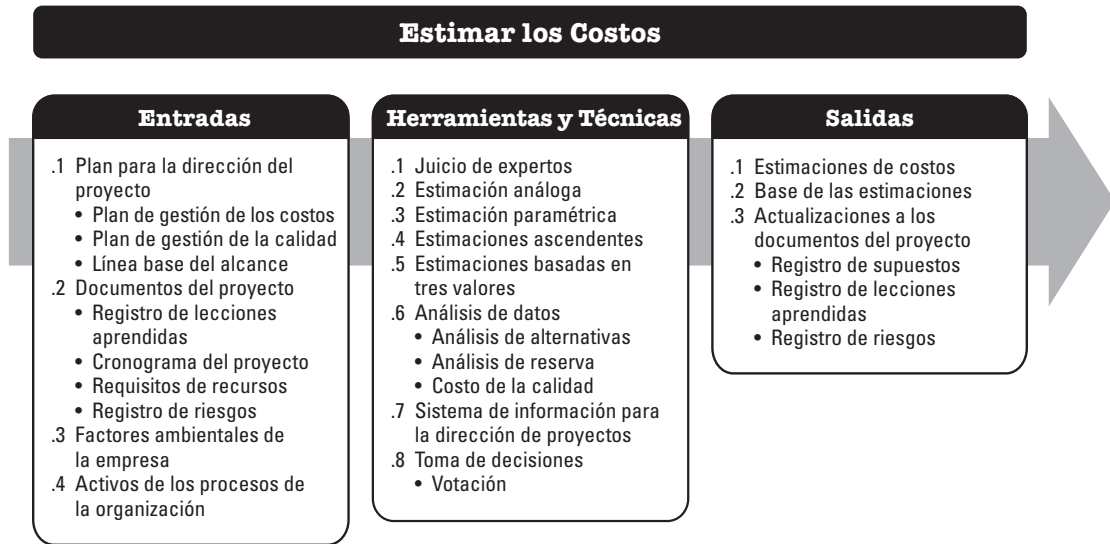 Estimar los Costos
Entradas
.1 Plan para la dirección del
proyecto
• Plan de gestión de los costos
• Plan de gestión de la calidad
• Línea base del alcance
.2 Documentos del proyecto
• Registro de lecciones
aprendidas
• Cronograma del proyecto
• Requisitos de recursos
• Registro de riesgos
.3 Factores ambientales de
la empresa
.4 Activos de los procesos de
la organización
Herramientas y Técnicas
.1 Juicio de expertos
.2 Estimación análoga
.3 Estimación paramétrica
.4 Estimaciones ascendentes
.5 Estimaciones basadas en
tres valores
.6 Análisis de datos
• Análisis de alternativas
• Análisis de reserva
• Costo de la calidad
.7 Sistema de información para
la dirección de proyectos
.8 Toma de decisiones
• Votación
Salidas
.1 Estimaciones de costos
.2 Base de las estimaciones
.3 Actualizaciones a los
documentos del proyecto
• Registro de supuestos
• Registro de lecciones
aprendidas
• Registro de riesgos